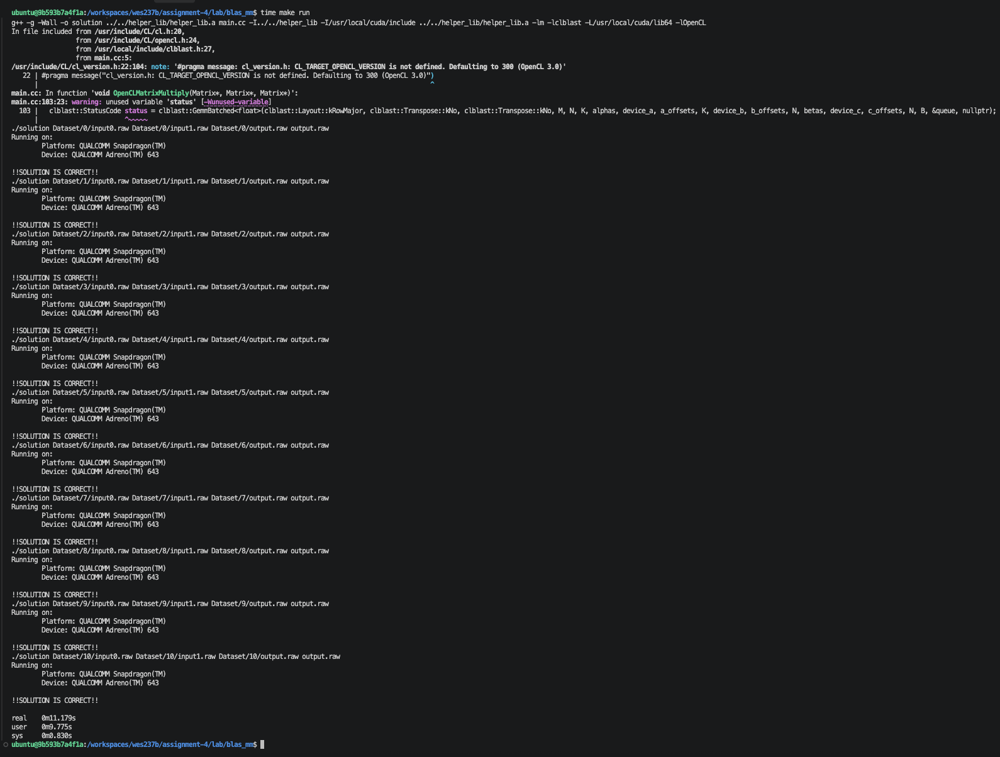 ubuntu@9b593b7a4f1a:/workspaces/wes237b/assignment-4/lab/blas_mm$ time make run
g++ -g -Wall -o solution ../../helper_lib/helper_lib.a main.cc -I../../helper_lib -I/usr/local/cuda/include ../../helper_lib/helper_lib.a -lm -lclblast -L/usr/local/cuda/lib64 -lOpenCL
In file included from /usr/include/CL/cl.h:20,
                 from /usr/include/CL/opencl.h:24,
                 from /usr/local/include/clblast.h:27,
                 from main.cc:5:
/usr/include/CL/cl_version.h:22:104: note: '#pragma message: cl_version.h: CL_TARGET_OPENCL_VERSION is not defined. Defaulting to 300 (OpenCL 3.0)'
   22 | #pragma message("cl_version.h: CL_TARGET_OPENCL_VERSION is not defined. Defaulting to 300 (OpenCL 3.0)")
      |                                                                                                        ^
main.cc: In function 'void OpenCLMatrixMultiply(Matrix*, Matrix*, Matrix*)':
main.cc:103:23: warning: unused variable 'status' [-Wunused-variable]
  103 |   clblast::StatusCode status = clblast::GemmBatched<float>(clblast::Layout::kRowMajor, clblast::Transpose::kNo, clblast::Transpose::kNo, M, N, K, alphas, device_a, a_offsets, K, device_b, b_offsets, N, betas, device_c, c_offsets, N, B, &queue, nullptr);
      |                       ^~~~~~
./solution Dataset/0/input0.raw Dataset/0/input1.raw Dataset/0/output.raw output.raw
Running on:
        Platform: QUALCOMM Snapdragon(TM)
        Device: QUALCOMM Adreno(TM) 643
!!SOLUTION IS CORRECT!!
./solution Dataset/1/input0.raw Dataset/1/input1.raw Dataset/1/output.raw output.raw
Running on:
        Platform: QUALCOMM Snapdragon(TM)
        Device: QUALCOMM Adreno(TM) 643
!!SOLUTION IS CORRECT!!
./solution Dataset/2/input0.raw Dataset/2/input1.raw Dataset/2/output.raw output.raw
Running on:
        Platform: QUALCOMM Snapdragon(TM)
        Device: QUALCOMM Adreno(TM) 643
!!SOLUTION IS CORRECT!!
./solution Dataset/3/input0.raw Dataset/3/input1.raw Dataset/3/output.raw output.raw
Running on:
        Platform: QUALCOMM Snapdragon(TM)
        Device: QUALCOMM Adreno(TM) 643
!!SOLUTION IS CORRECT!!
./solution Dataset/4/input0.raw Dataset/4/input1.raw Dataset/4/output.raw output.raw
Running on:
        Platform: QUALCOMM Snapdragon(TM)
        Device: QUALCOMM Adreno(TM) 643
!!SOLUTION IS CORRECT!!
./solution Dataset/5/input0.raw Dataset/5/input1.raw Dataset/5/output.raw output.raw
Running on:
        Platform: QUALCOMM Snapdragon(TM)
        Device: QUALCOMM Adreno(TM) 643
!!SOLUTION IS CORRECT!!
./solution Dataset/6/input0.raw Dataset/6/input1.raw Dataset/6/output.raw output.raw
Running on:
        Platform: QUALCOMM Snapdragon(TM)
        Device: QUALCOMM Adreno(TM) 643
!!SOLUTION IS CORRECT!!
./solution Dataset/7/input0.raw Dataset/7/input1.raw Dataset/7/output.raw output.raw
Running on:
        Platform: QUALCOMM Snapdragon(TM)
        Device: QUALCOMM Adreno(TM) 643
!!SOLUTION IS CORRECT!!
./solution Dataset/8/input0.raw Dataset/8/input1.raw Dataset/8/output.raw output.raw
Running on:
        Platform: QUALCOMM Snapdragon(TM)
        Device: QUALCOMM Adreno(TM) 643
!!SOLUTION IS CORRECT!!
./solution Dataset/9/input0.raw Dataset/9/input1.raw Dataset/9/output.raw output.raw
Running on:
        Platform: QUALCOMM Snapdragon(TM)
        Device: QUALCOMM Adreno(TM) 643
!!SOLUTION IS CORRECT!!
./solution Dataset/10/input0.raw Dataset/10/input1.raw Dataset/10/output.raw output.raw
Running on:
        Platform: QUALCOMM Snapdragon(TM)
        Device: QUALCOMM Adreno(TM) 643
!!SOLUTION IS CORRECT!!
real    0m11.179s
user    0m9.775s
sys     0m0.830s
ubuntu@9b593b7a4f1a:/workspaces/wes237b/assignment-4/lab/blas_mm$